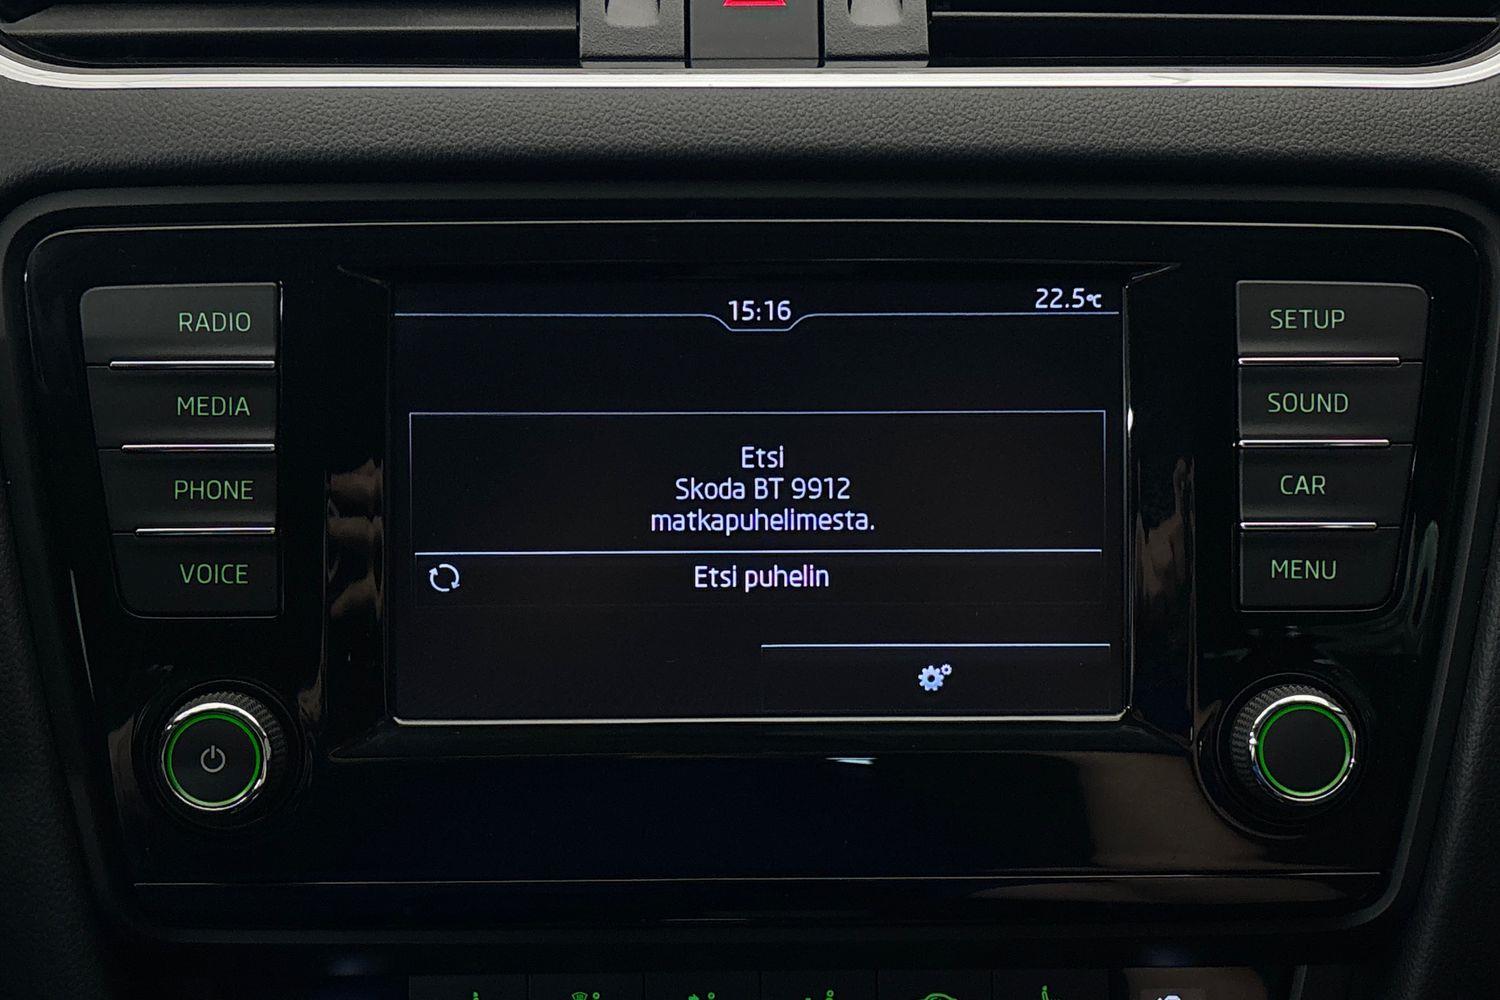 15:16
22.5°C
RADIO
MEDIA
PHONE
VOICE
Etsi
Skoda BT 9912
matkapuhelimesta.
Etsi puhelin
SETUP
SOUND
CAR
MENU